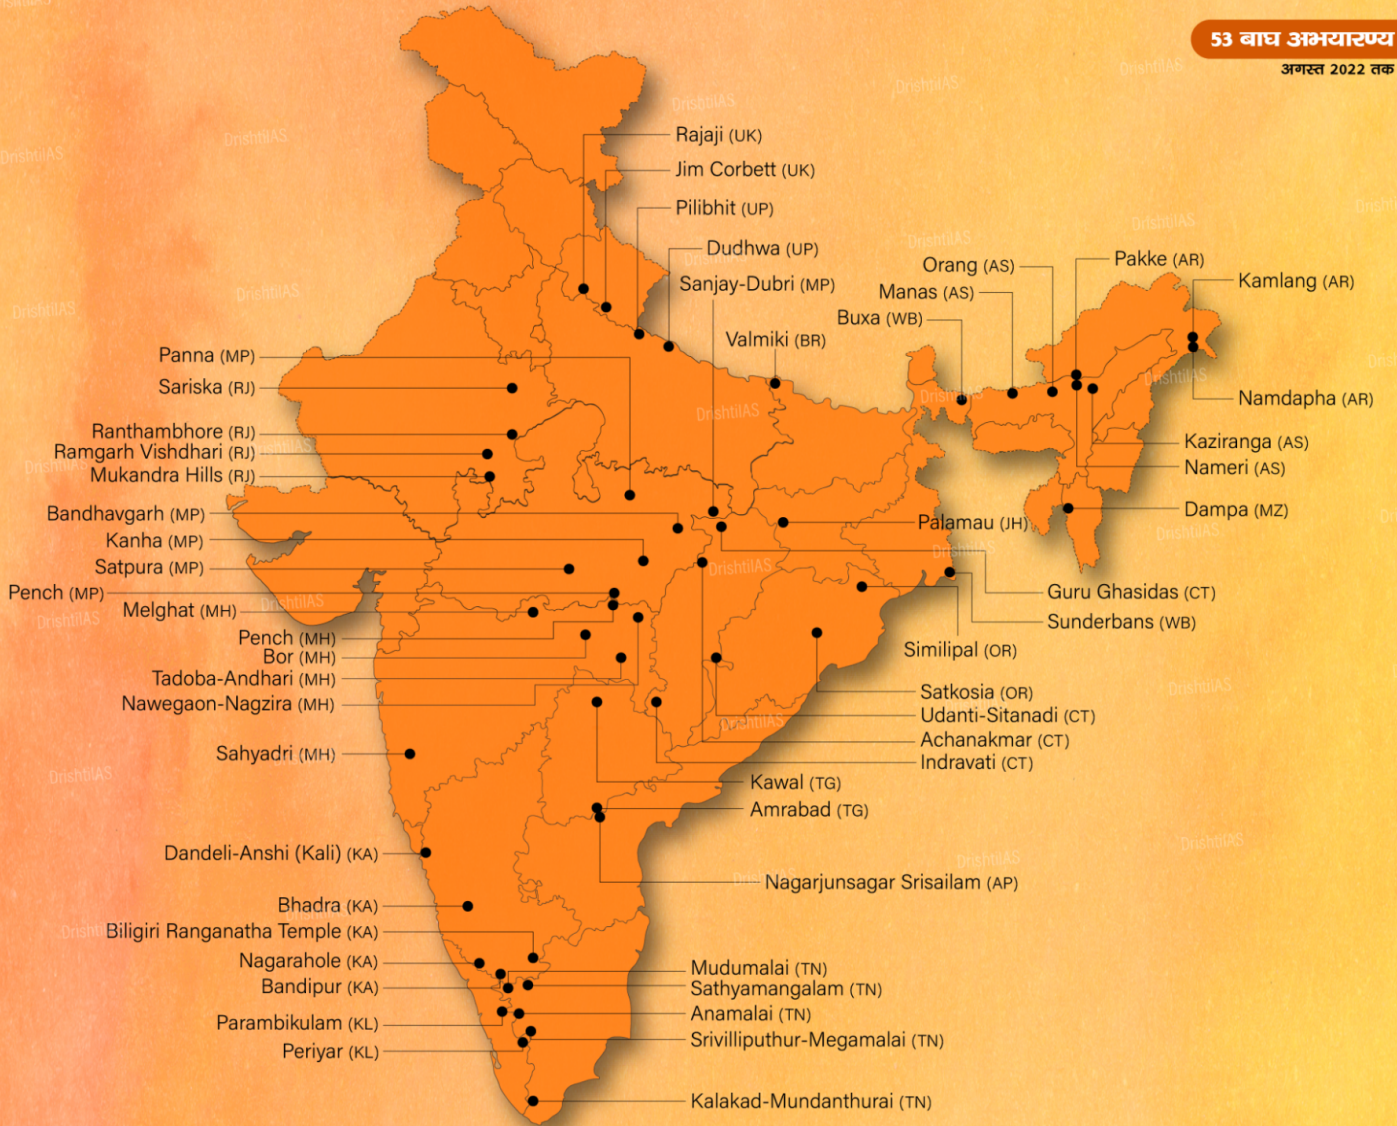 53 बाघ अभयारण्य
अगस्त 2022 तक
Rajaji (UK)
Jim Corbett (UK)
Pilibhit (UP)
Dudhwa (UP)
Sanjay-Dubri (MP)
Valmiki (BR)
Buxa (WB)
Manas (AS)
Orang (AS)
Pakke (AR)
Kamlang (AR)
Namdapha (AR)
Kaziranga (AS)
Nameri (AS)
Dampa (MZ)
Panna (MP)
Sariska (RJ)
Ranthambhore (RJ)
Ramgarh Vishdhari (RJ)
Mukandra Hills (RJ)
Bandhavgarh (MP)
Kanha (MP)
Satpura (MP)
Pench (MP)
Melghat (MH)
Pench (MH)
Bor (MH)
Tadoba-Andhari (MH)
Nawegaon-Nagzira (MH)
Sahyadri (MH)
Palamau (JH)
Guru Ghasidas (CT)
Sunderbans (WB)
Similipal (OR)
Satkosia (OR)
Udanti-Sitanadi (CT)
Achanakmar (CT)
Indravati (CT)
Kawal (TG)
Amrabad (TG)
Nagarjunsagar Srisailam (AP)
Dandeli-Anshi (Kali) (KA)
Bhadra (KA)
Biligiri Ranganatha Temple (KA)
Nagarahole (KA)
Bandipur (KA)
Parambikulam (KL)
Periyar (KL)
Mudumalai (TN)
Sathyamangalam (TN)
Anamalai (TN)
Srivilliputhur-Megamalai (TN)
Kalakad-Mundanthurai (TN)
DrishtiIAS